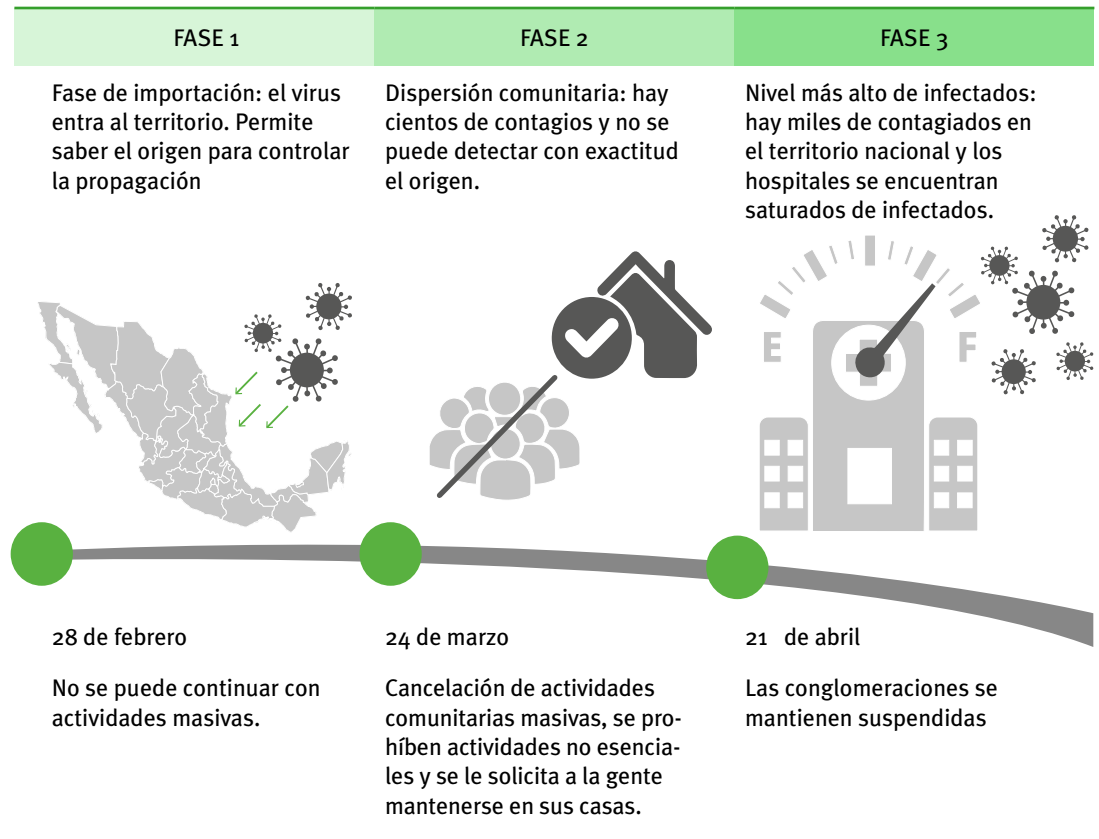 FASE 1
FASE 2
FASE 3
Fase de importación: el virus
entra al territorio. Permite
saber el origen para controlar
la propagación
Dispersión comunitaria: hay
cientos de contagios y no se
puede detectar con exactitud
el origen.
Nivel más alto de infectados:
hay miles de contagiados en
el territorio nacional y los
hospitales se encuentran
saturados de infectados.
E
F
28 de febrero
No se puede continuar con
actividades masivas.
24 de marzo
Cancelación de actividades
comunitarias masivas, se pro-
híben actividades no esencia-
les y se le solicita a la gente
mantenerse en sus casas.
21 de abril
Las conglomeraciones se
mantienen suspendidas